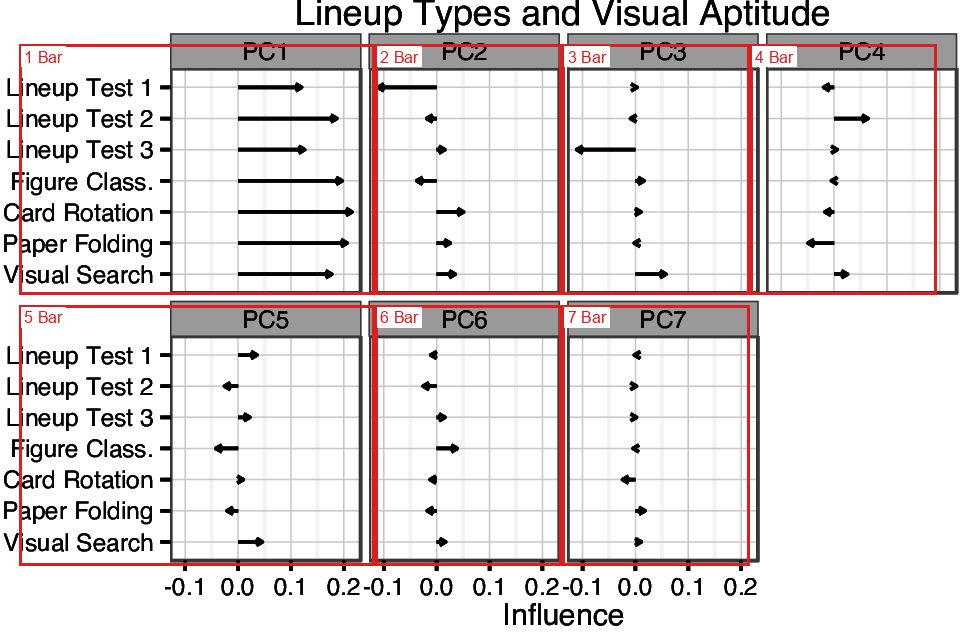 Lineup Types and Visual Aptitude
1 Bar PC1 2 Bar PC2 3 Bar PC3 4 Bar PC4
Lineup Test 1
Lineup Test 2
Lineup Test 3
Figure Class.
Card Rotation
Paper Folding
Visual Search
5 Bar PC5 6 Bar PC6 7 Bar PC7
Lineup Test 1
Lineup Test 2
Lineup Test 3
Figure Class.
Card Rotation
Paper Folding
Visual Search
-0.1 0.0 0.1 0.2 -0.1 0.0 0.1 0.2 -0.1 0.0 0.1 0.2
Influence